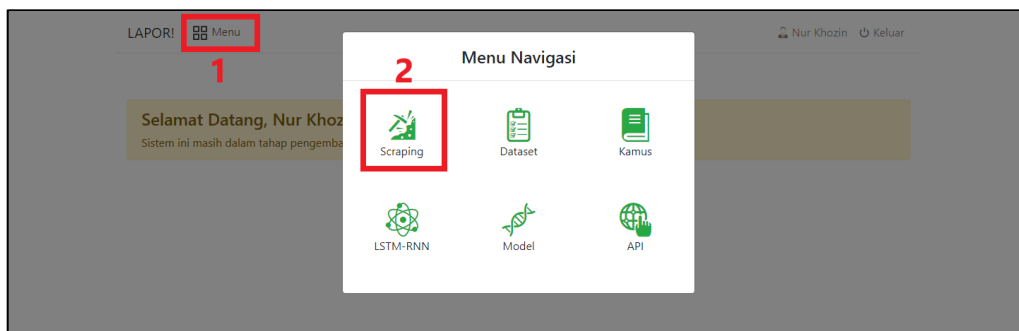 LAPOR! Menu Nur Khozin Keluar
1
Menu Navigasi
2
Selamat Datang, Nur Khoz
Sistem ini masih dalam tahap pengemba
Scraping Dataset Kamus
LSTM-RNN Model API